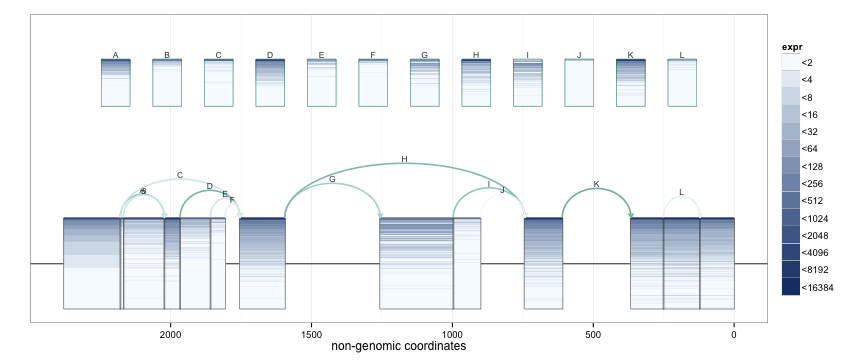 A B C D E F G H I J K L
H
C
G
D
A B
E
F
I
J
K
L
2000 1500 1000 500 0
non-genomic coordinates
expr
<2
<4
<8
<16
<32
<64
<128
<256
<512
<1024
<2048
<4096
<8192
<16384